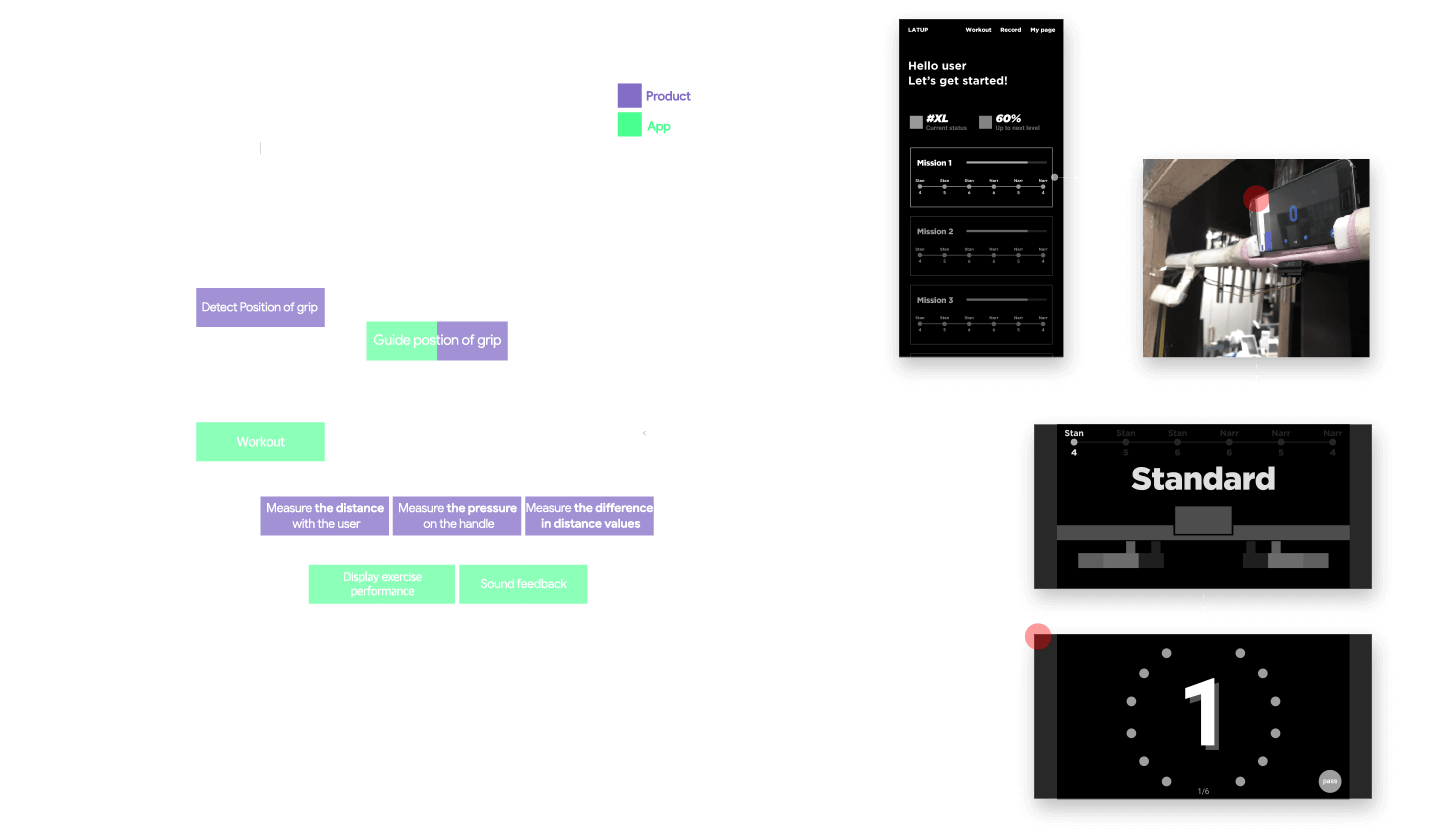 Product
App
Detect Position of grip
Guide postion of grip
Workout
<
Measure the distance
with the user
Measure the pressure
on the handle
Measure the difference
in distance values
Display exercise
performance
Sound feedback
LATUP
Workout Record My page
Hello user
Let's get started!
#XL
Current status
60%
Up to next level
Mission 1
Stan Stan Stan Narr Narr Narr
4 5 6 6 5 4
Mission 2
Stan Stan Stan Narr Narr Narr
4 5 6 6 5 4
Mission 3
Stan Stan Stan Narr Narr Narr
4 5 6 6 5 4
0
Stan Stan Stan Narr Narr Narr
4 5 6 6 5 4
Standard
1
pass
1/6